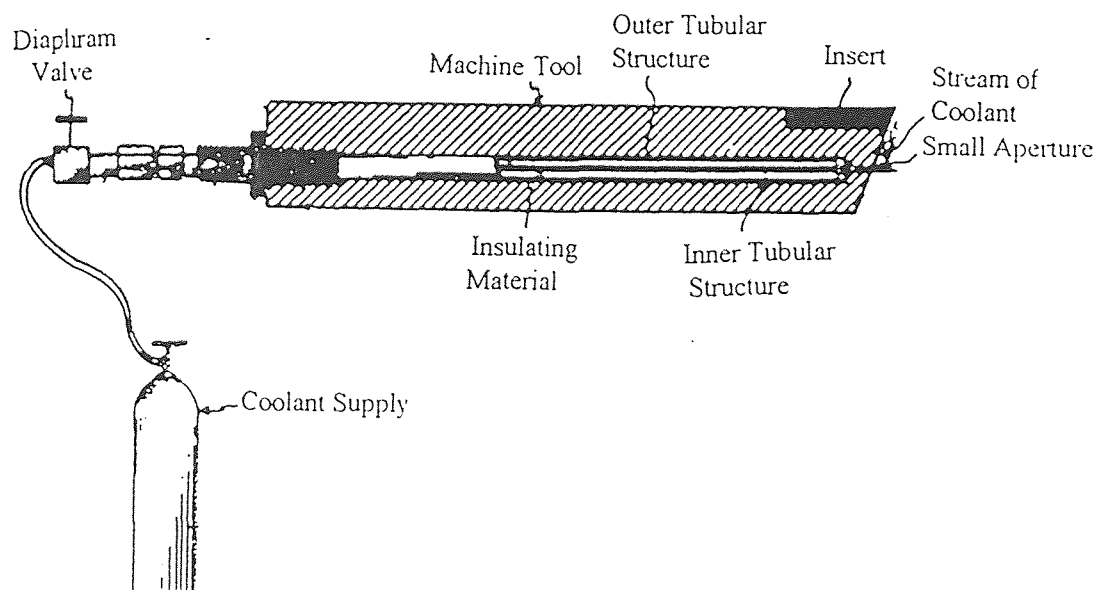 Diaphram
Valve
Machine Tool
Outer Tubular
Structure
Insert
Stream of
Coolant
Small Aperture
Insulating
Material
Inner Tubular
Structure
Coolant Supply